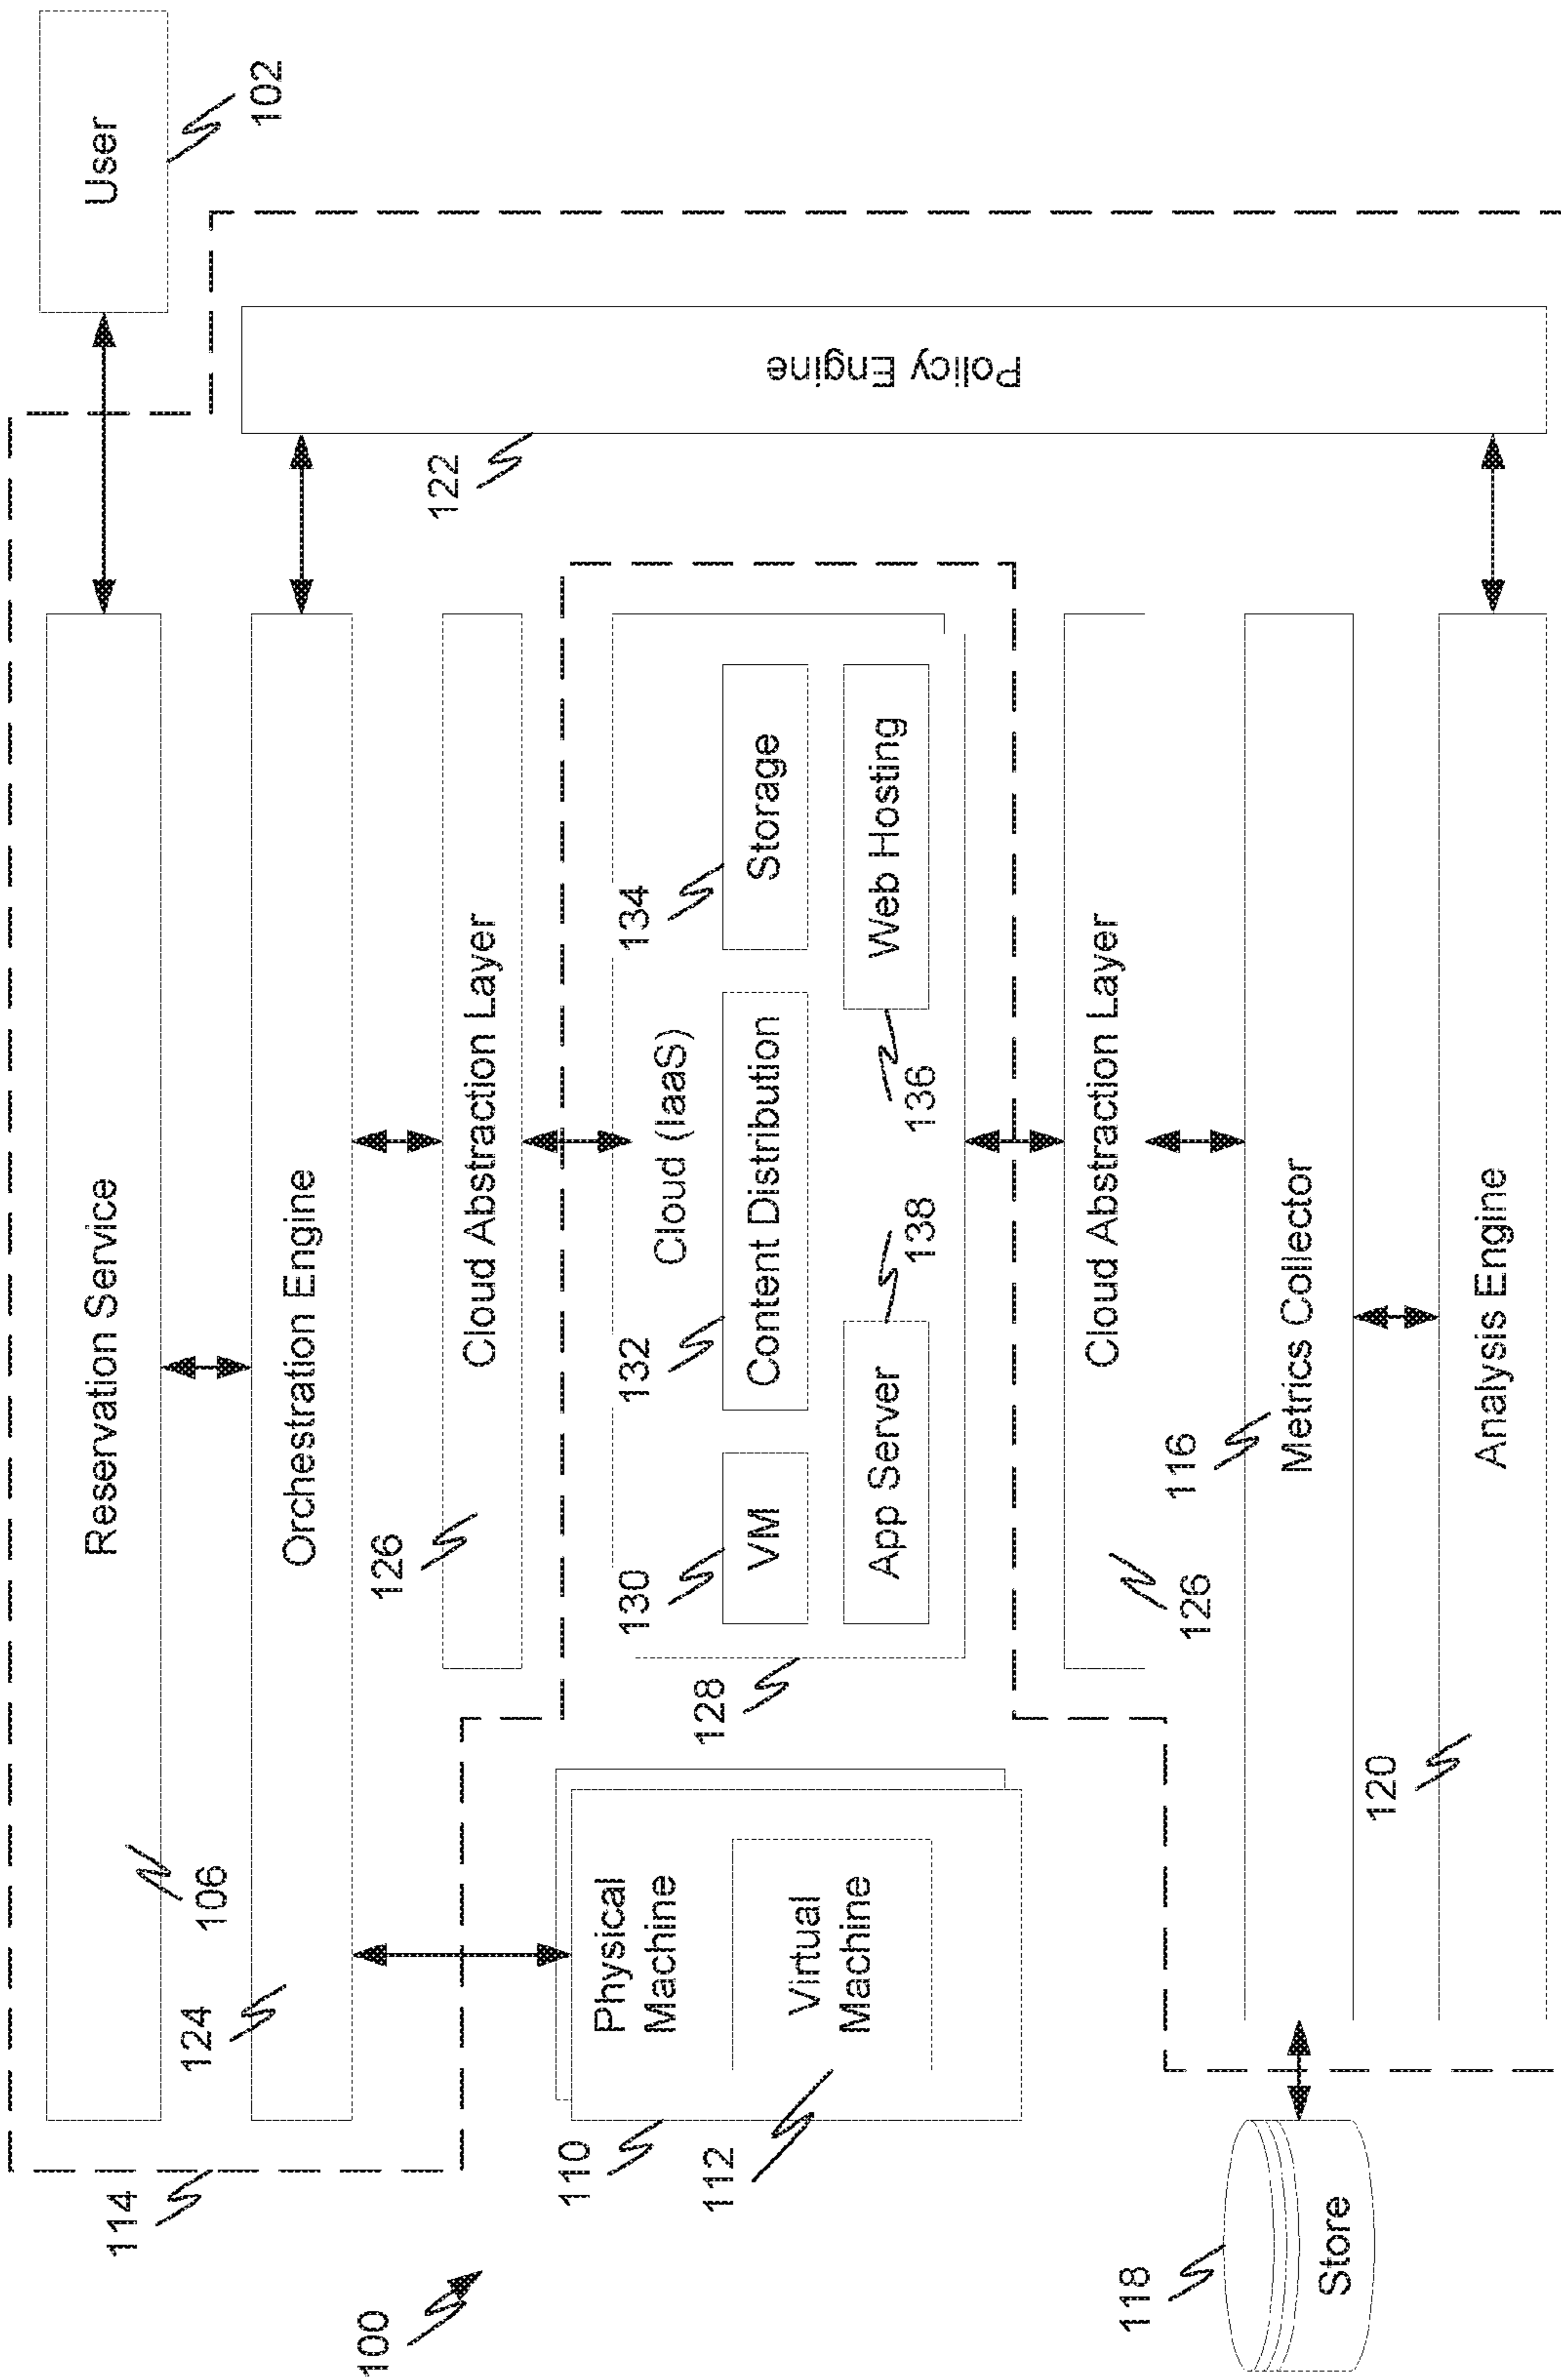 User
102
Reservation Service
106
114
Orchestration Engine
124
100
Policy Engine
122
Cloud Abstraction Layer
126
Physical
Machine
110
Virtual
Machine
112
Cloud (IaaS)
128
VM
130
Content Distribution
132
Storage
134
App Server
138
Web Hosting
136
Cloud Abstraction Layer
126
Metrics Collector
116
Store
118
Analysis Engine
120